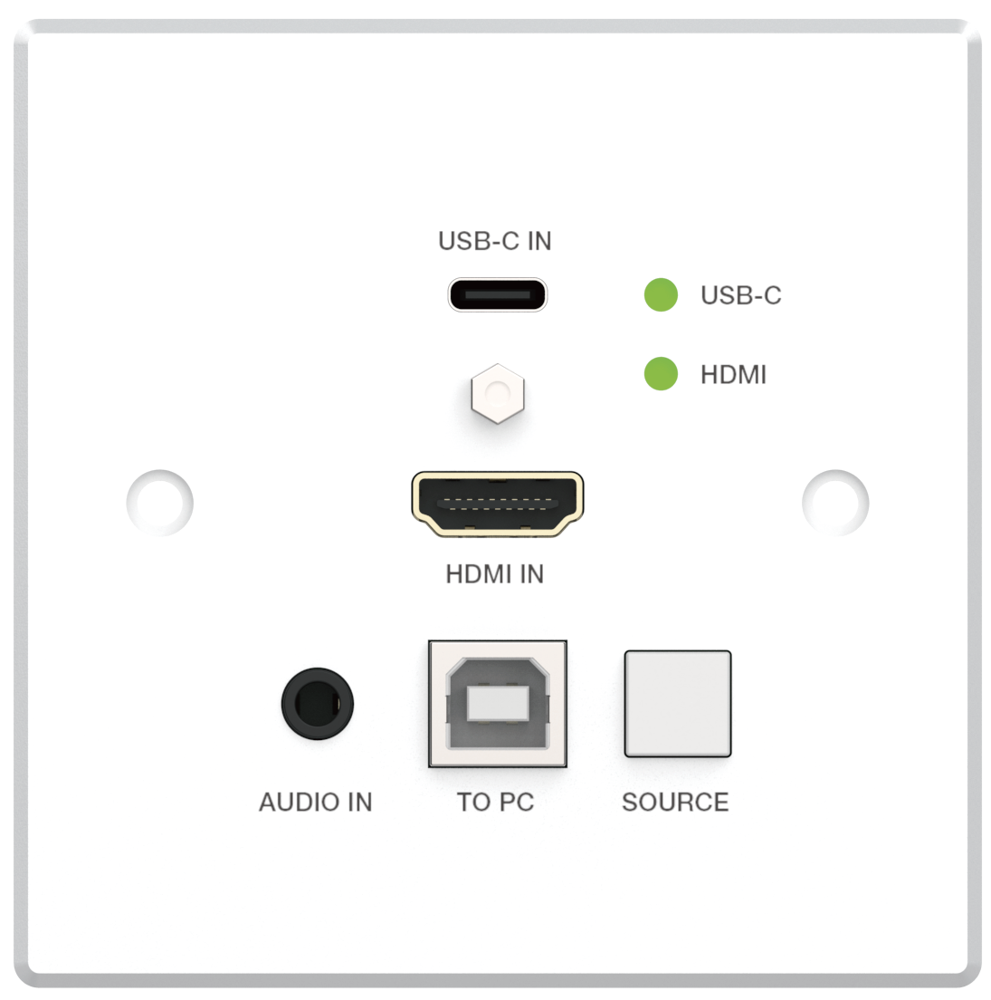 USB-C IN
USB-C
HDMI
HDMI IN
AUDIO IN
TO PC
SOURCE